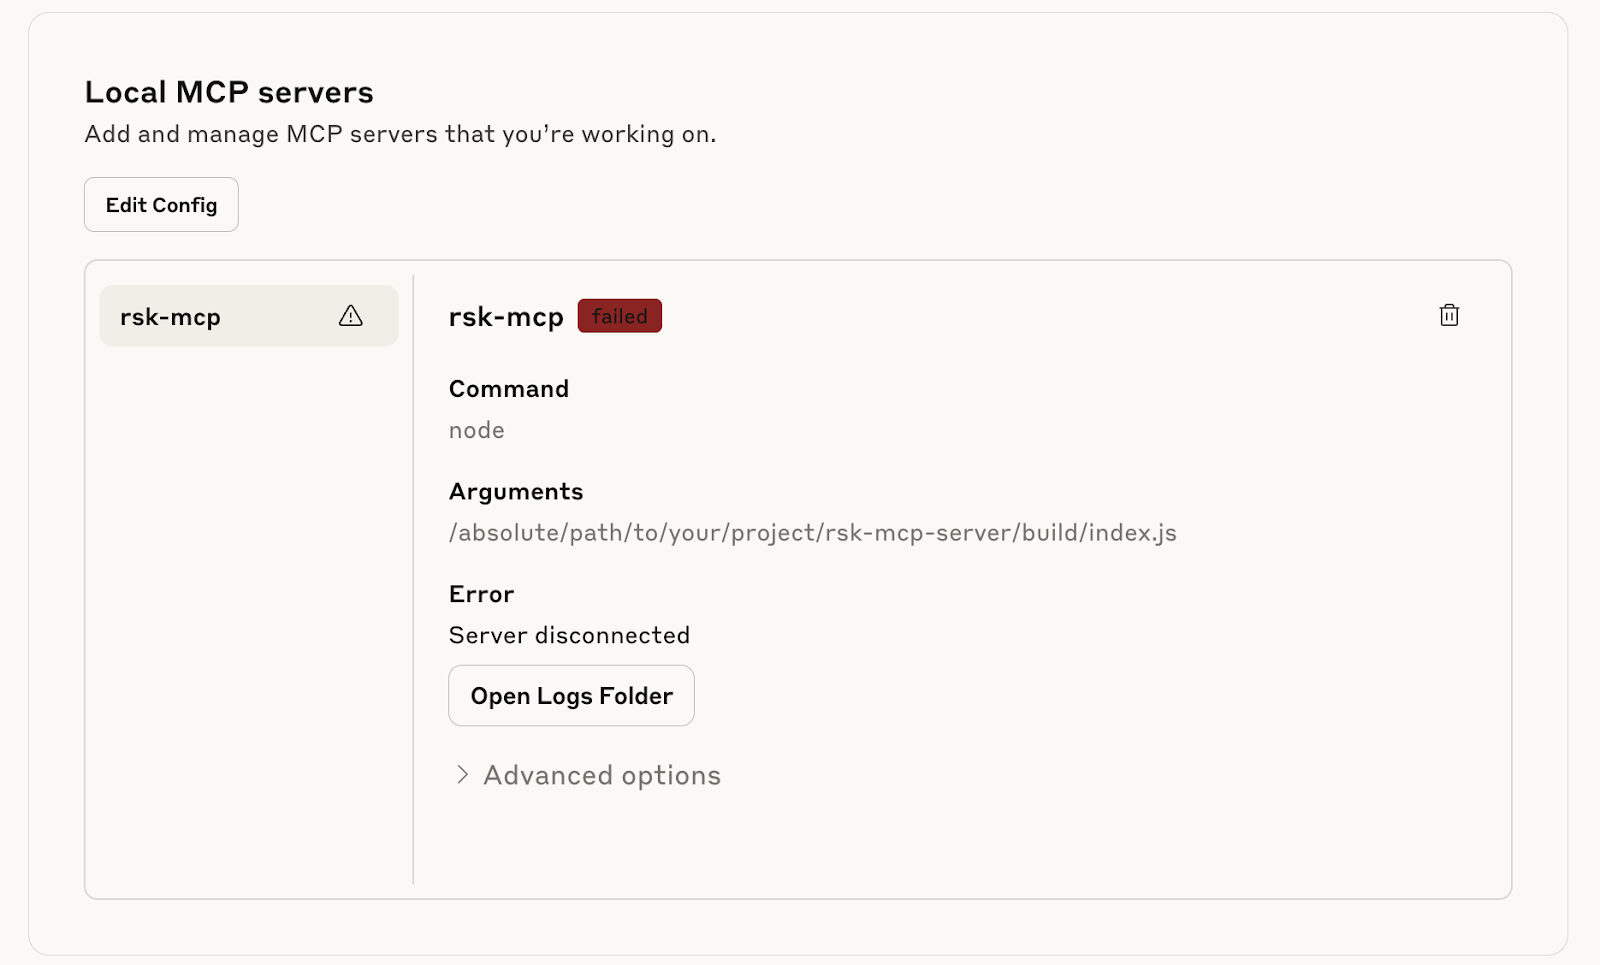 Local MCP servers
Add and manage MCP servers that you’re working on.
Edit Config
rsk-mcp
rsk-mcp failed
Command
node
Arguments
/absolute/path/to/your/project/rsk-mcp-server/build/index.js
Error
Server disconnected
Open Logs Folder
Advanced options